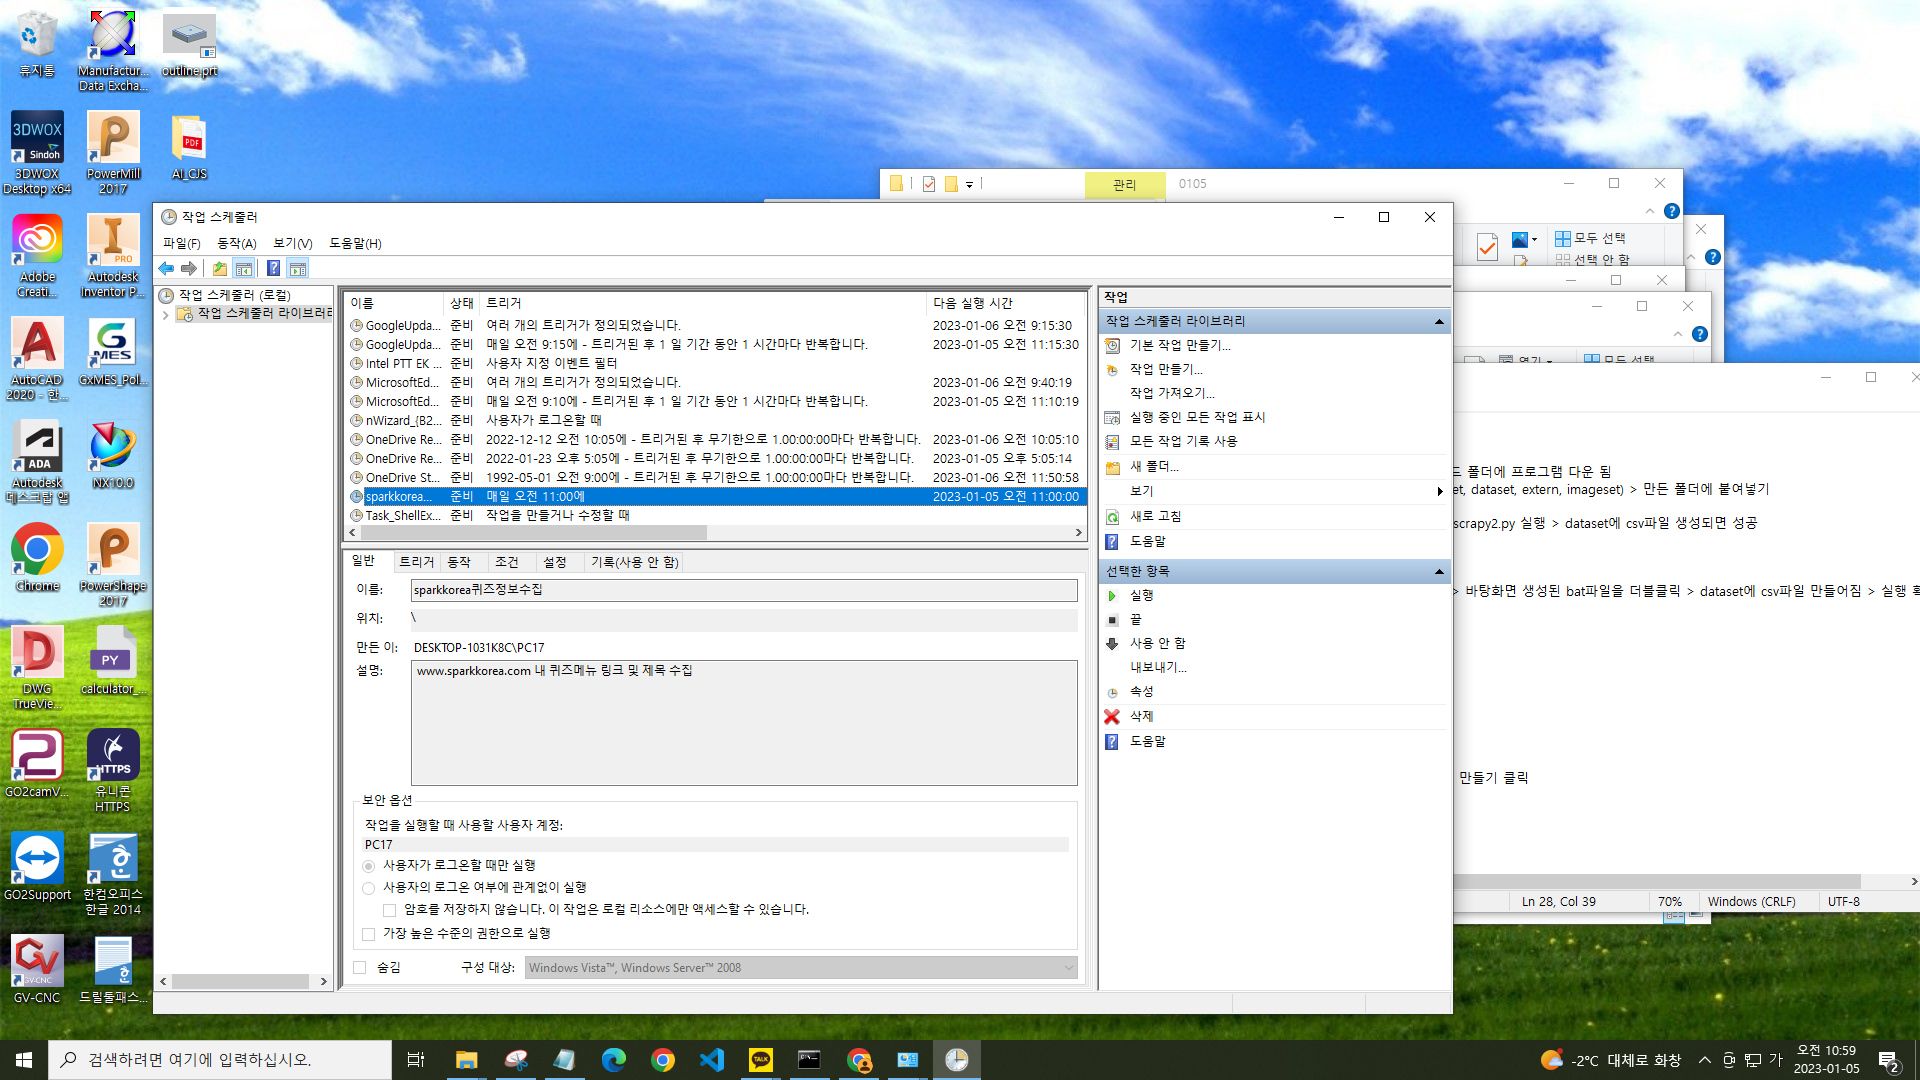 휴지통
Manufactur...
Data Excha...
outline.prt
3DWOX
Sindoh
3DWOX
Desktop x64
PowerMill
2017
PDF
AI_CJS
Adobe
Creati...
PRO
Autodesk
Inventor P...
AutoCAD
2020 - 한...
G
MES
GxMES_Pol...
ADA
Autodesk
데스크탑 앱
NX10.0
Chrome
PowerShape
2017
DWG
TrueVie...
PY
calculator_...
GO2camV...
HTTPS
유니콘
HTTPS
GO2Support
한컴오피스
한글 2014
GV-CNC
GV-CNC
드릴툴패스...
관리
0105
모두 선택
선택 안 함
작업 스케줄러
파일(F)
동작(A)
보기(V)
도움말(H)
작업 스케줄러 (로컬)
작업 스케줄러 라이브러리
이름 상태 트리거 다음 실행 시간
GoogleUpda... 준비 여러 개의 트리거가 정의되었습니다. 2023-01-06 오전 9:15:30
GoogleUpda... 준비 매일 오전 9:15에 - 트리거된 후 1 일 기간 동안 1 시간마다 반복합니다. 2023-01-05 오전 11:15:30
Intel PTT EK ... 준비 사용자 지정 이벤트 필터
MicrosoftEd... 준비 여러 개의 트리거가 정의되었습니다. 2023-01-06 오전 9:40:19
MicrosoftEd... 준비 매일 오전 9:10에 - 트리거된 후 1 일 기간 동안 1 시간마다 반복합니다. 2023-01-05 오전 11:10:19
nWizard_{B2... 준비 사용자가 로그온할 때
OneDrive Re... 준비 2022-12-12 오전 10:05에 - 트리거된 후 무기한으로 1.00:00:00마다 반복합니다. 2023-01-06 오전 10:05:10
OneDrive Re... 준비 2022-01-23 오후 5:05에 - 트리거된 후 무기한으로 1.00:00:00마다 반복합니다. 2023-01-05 오후 5:05:14
OneDrive St... 준비 1992-05-01 오전 9:00에 - 트리거된 후 무기한으로 1.00:00:00마다 반복합니다. 2023-01-06 오전 11:50:58
sparkkorea... 준비 매일 오전 11:00에 2023-01-05 오전 11:00:00
Task_ShellEx... 준비 작업을 만들거나 수정할 때
일반 트리거 동작 조건 설정 기록(사용 안 함)
이름: sparkkorea퀴즈정보수집
위치: \
만든 이: DESKTOP-1031K8C\PC17
설명: www.sparkkorea.com 내 퀴즈메뉴 링크 및 제목 수집
보안 옵션
작업을 실행할 때 사용할 사용자 계정:
PC17
사용자가 로그온할 때만 실행
사용자의 로그온 여부에 관계없이 실행
암호를 저장하지 않습니다. 이 작업은 로컬 리소스에만 액세스할 수 있습니다.
가장 높은 수준의 권한으로 실행
숨김
구성 대상: Windows Vista™, Windows Server™ 2008
작업
작업 스케줄러 라이브러리
기본 작업 만들기...
작업 만들기...
작업 가져오기...
실행 중인 모든 작업 표시
모든 작업 기록 사용
새 폴더...
보기
새로 고침
도움말
선택한 항목
실행
끝
사용 안 함
내보내기...
속성
삭제
도움말
드 폴더에 프로그램 다운 됨
et, dataset, extern, imageset) > 만든 폴더에 붙여넣기
scrapy2.py 실행 > dataset에 csv파일 생성되면 성공
> 바탕화면 생성된 bat파일을 더블클릭 > dataset에 csv파일 만들어짐 > 실행 확
만들기 클릭
Ln 28, Col 39
70%
Windows (CRLF)
UTF-8
검색하려면 여기에 입력하십시오.
TALK
-2°C 대체로 화창
가
오전 10:59
2023-01-05
2